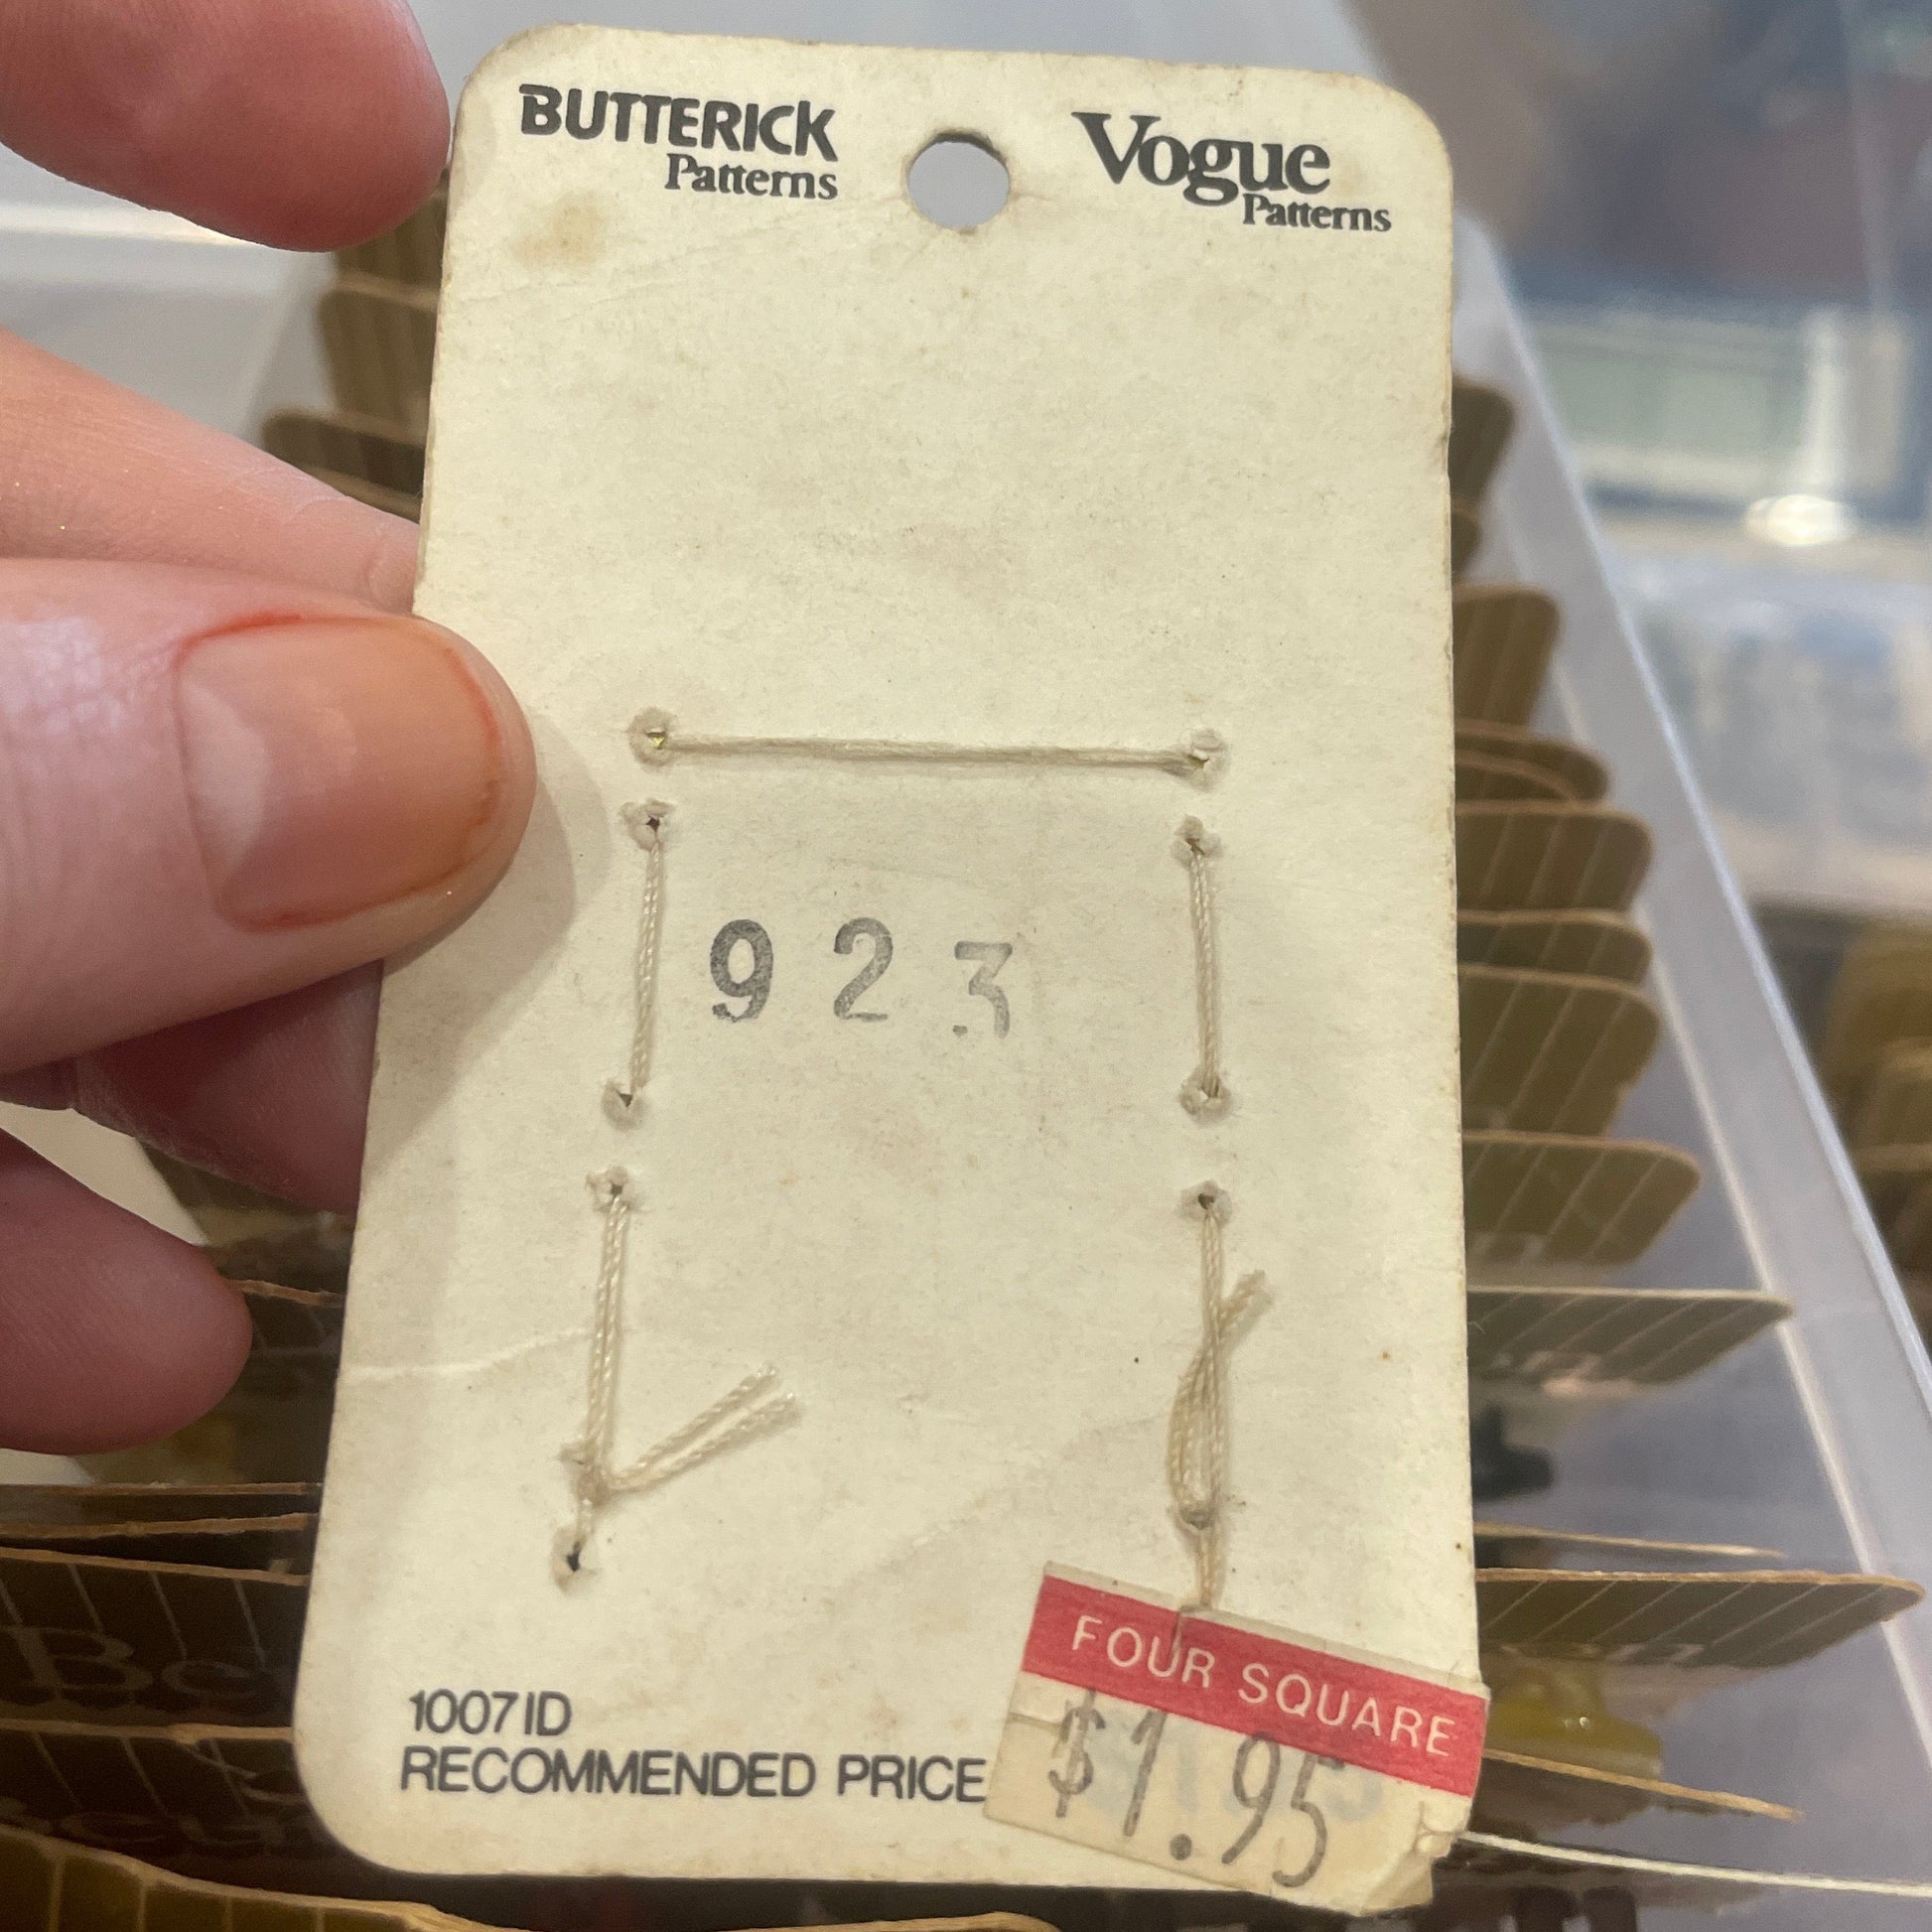 BUTTERICK
Patterns
Vogue
Patterns
923
1007ID
RECOMMENDED PRICE
FOUR SQUARE
$1.95